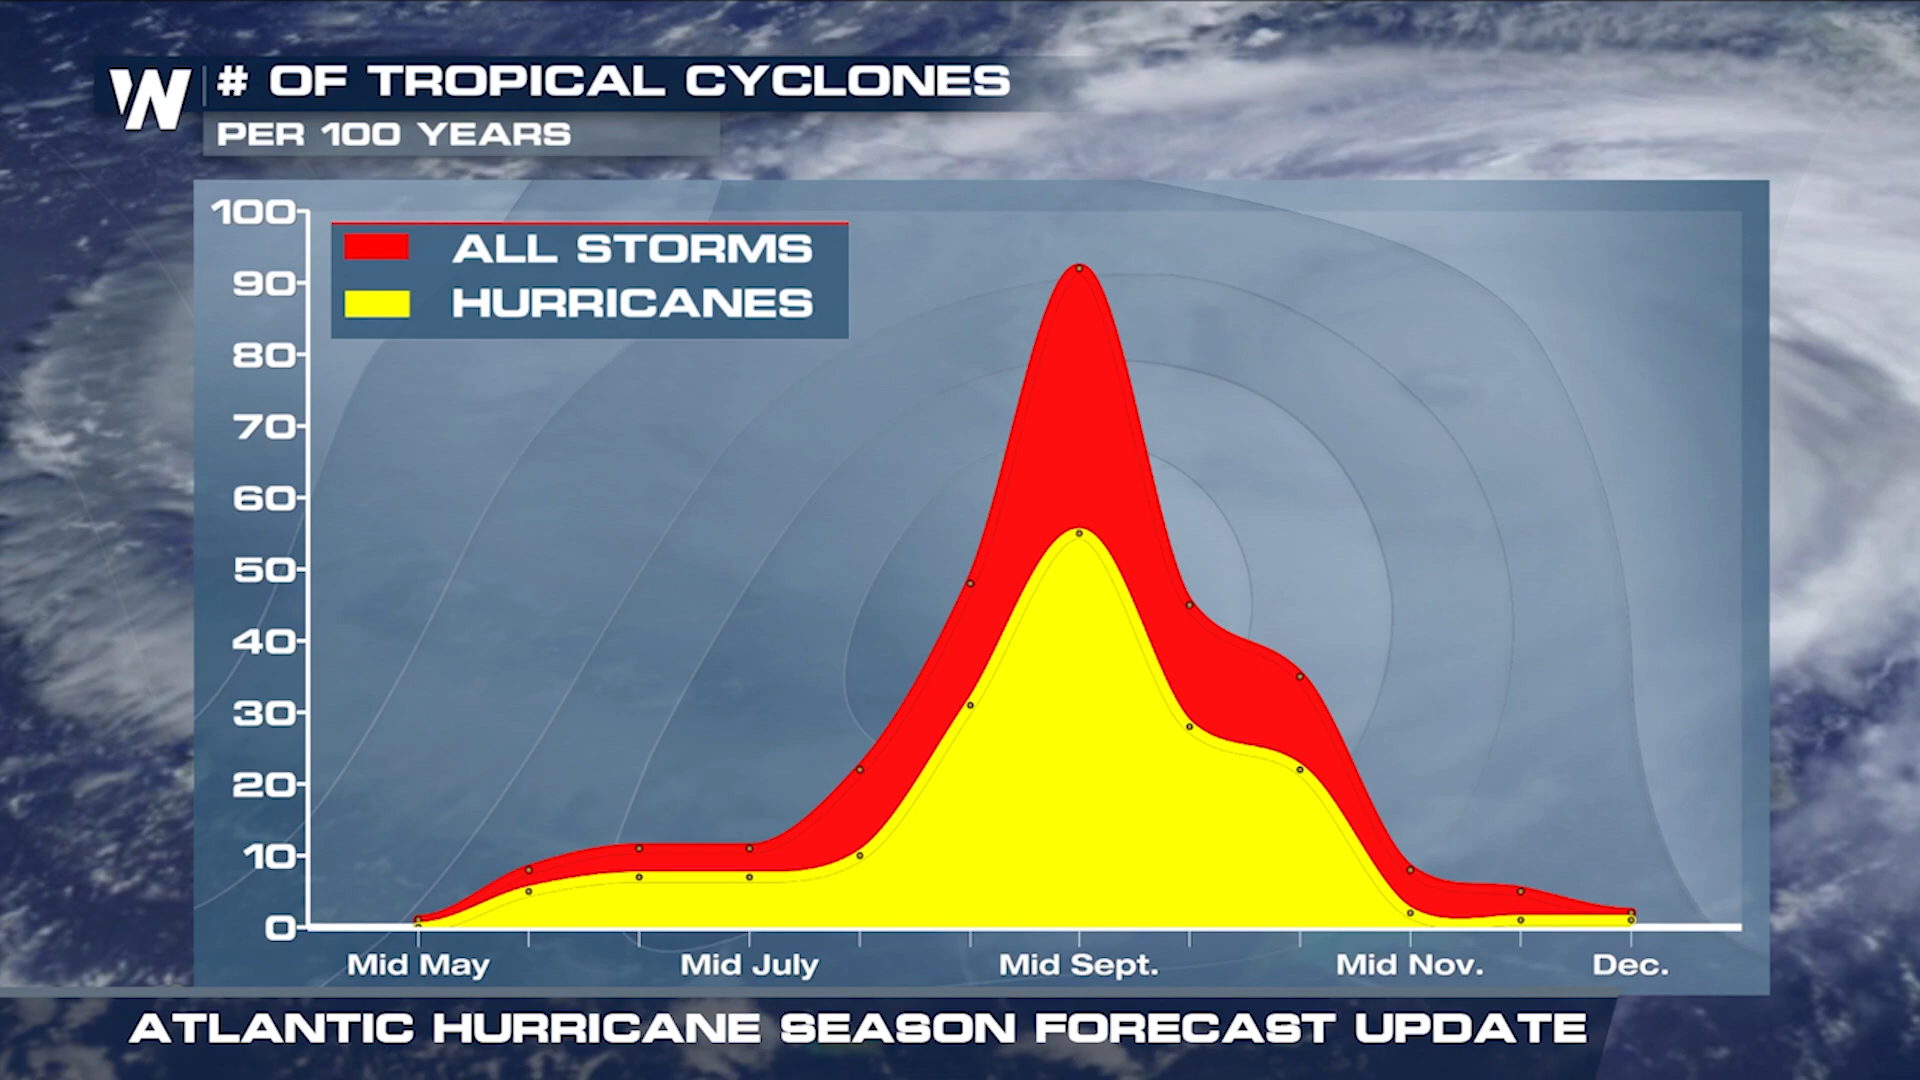 W
# OF TROPICAL CYCLONES
PER 100 YEARS
100
90
80
70
60
50
40
30
20
10
0
ALL STORMS
HURRICANES
Mid May Mid July Mid Sept. Mid Nov. Dec.
ATLANTIC HURRICANE SEASON FORECAST UPDATE